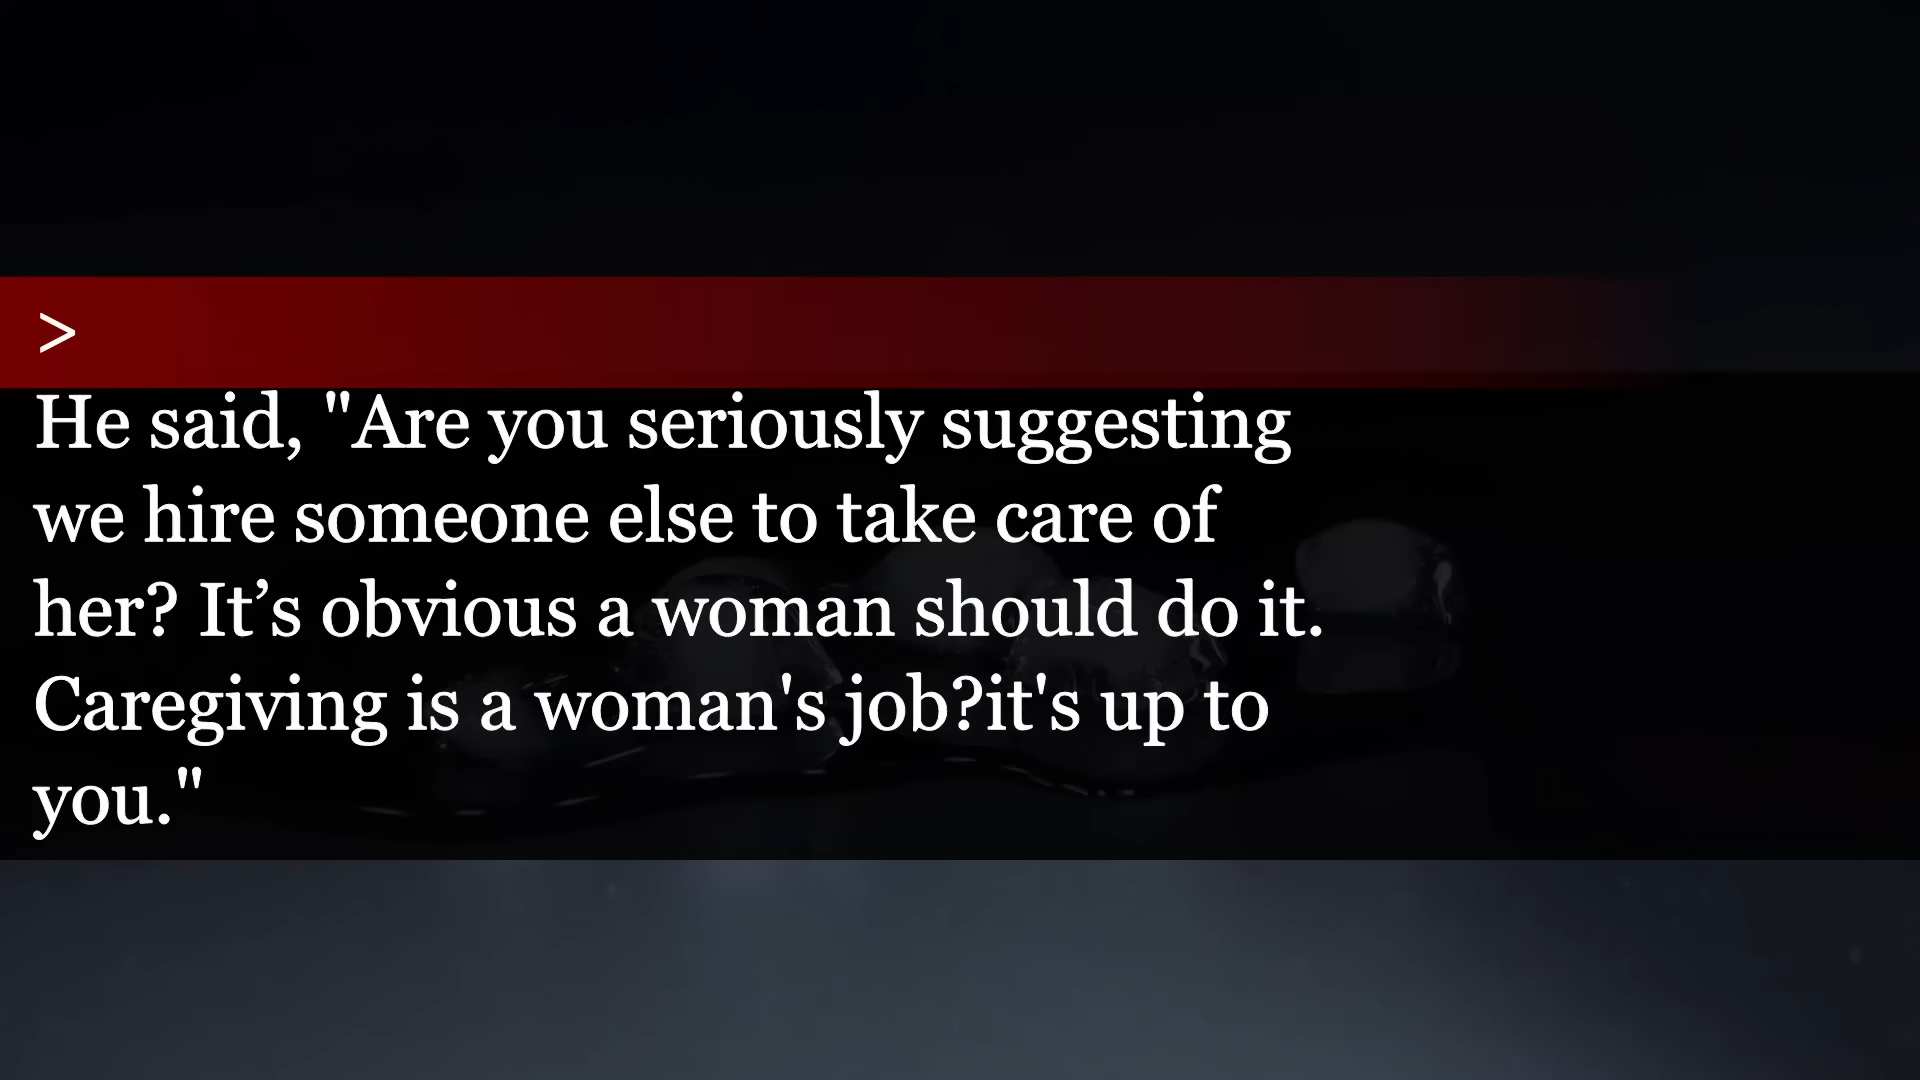 >
He said, "Are you seriously suggesting
we hire someone else to take care of
her? It’s obvious a woman should do it.
Caregiving is a woman's job?it's up to
you."